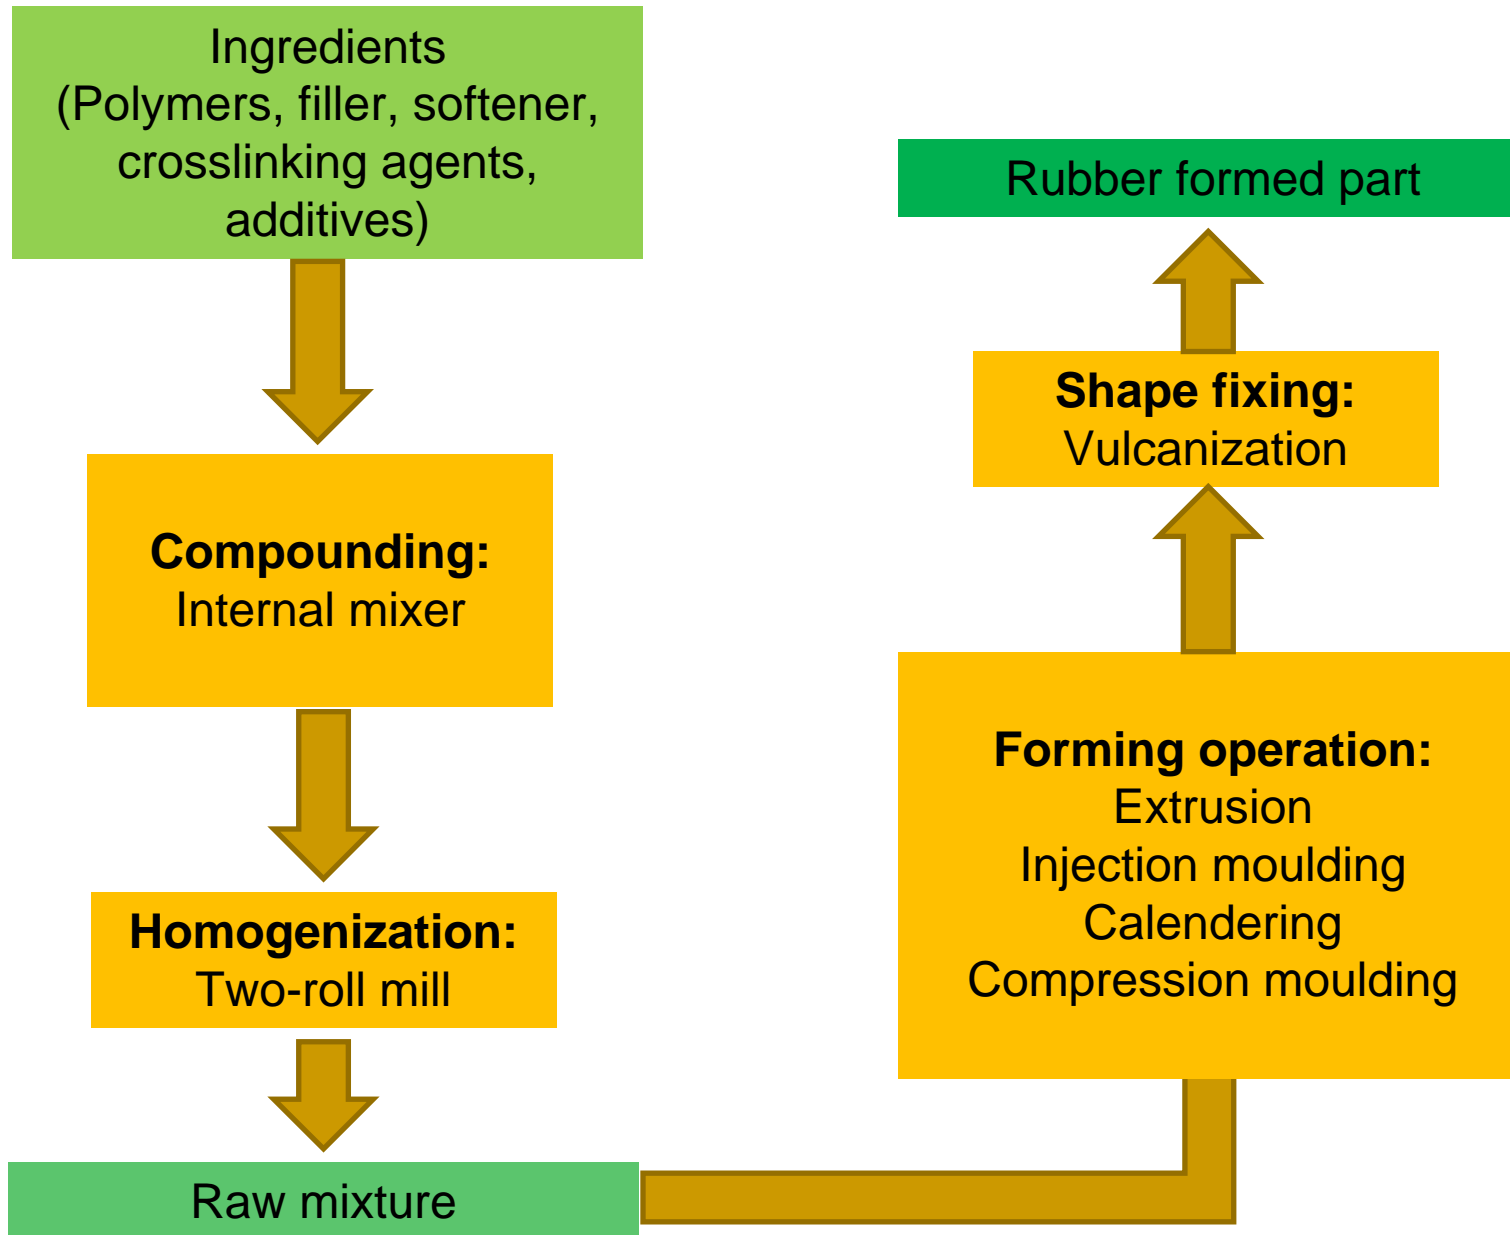 Ingredients
(Polymers, filler, softener,
crosslinking agents,
additives)
Compounding:
Internal mixer
Homogenization:
Two-roll mill
Raw mixture
Forming operation:
Extrusion
Injection moulding
Calendering
Compression moulding
Shape fixing:
Vulcanization
Rubber formed part